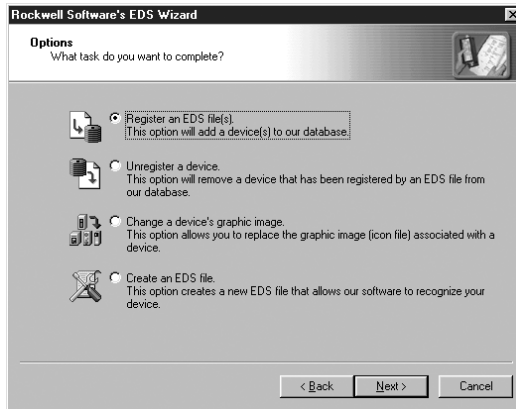 Rockwell Software's EDS Wizard
Options
What task do you want to complete?
Register an EDS file(s).
This option will add a device(s) to our database.
Unregister a device.
This option will remove a device that has been registered by an EDS file from
our database.
Change a device's graphic image.
This option allows you to replace the graphic image (icon file) associated with a
device.
Create an EDS file.
This option creates a new EDS file that allows our software to recognize your
device.
< Back Next > Cancel